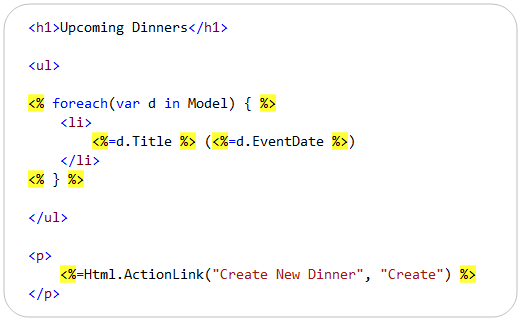 <h1>Upcoming Dinners</h1>
<ul>
<% foreach(var d in Model) { %>
<li>
<%=d.Title %> (<%=d.EventDate %>)
</li>
<% } %>
</ul>
<p>
<%=Html.ActionLink("Create New Dinner", "Create") %>
</p>